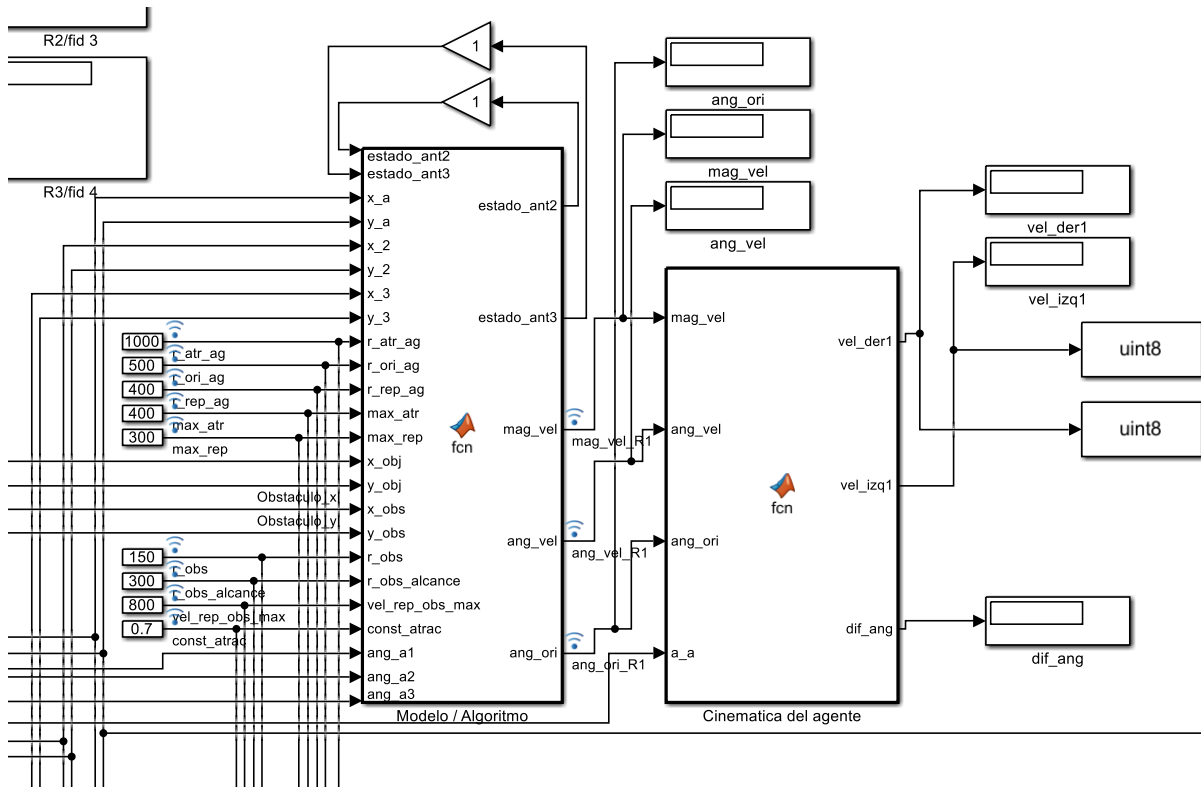 R2/fid 3
R3/fid 4
1
1
ang_ori
mag_vel
ang_vel
estado_ant2
estado_ant3
x_a
y_a
x_2
y_2
x_3
y_3
r_atr_ag
r_ori_ag
r_rep_ag
max_atr
max_rep
x_obj
y_obj
x_obs
y_obs
r_obs
r_obs_alcance
vel_rep_obs_max
const_atrac
ang_a1
ang_a2
ang_a3
estado_ant2
estado_ant3
mag_vel
ang_vel
ang_ori
fcn
Modelo / Algoritmo
1000
r_atr_ag
500
r_ori_ag
400
r_rep_ag
400
max_atr
300
max_rep
Obstaculo_x
Obstaculo_y
150
r_obs
300
r_obs_alcance
800
vel_rep_obs_max
0.7
const_atrac
mag_vel_R1
ang_vel_R1
ang_ori_R1
mag_vel
ang_vel
ang_ori
a_a
fcn
vel_der1
vel_izq1
dif_ang
Cinematica del agente
vel_der1
vel_izq1
uint8
uint8
dif_ang